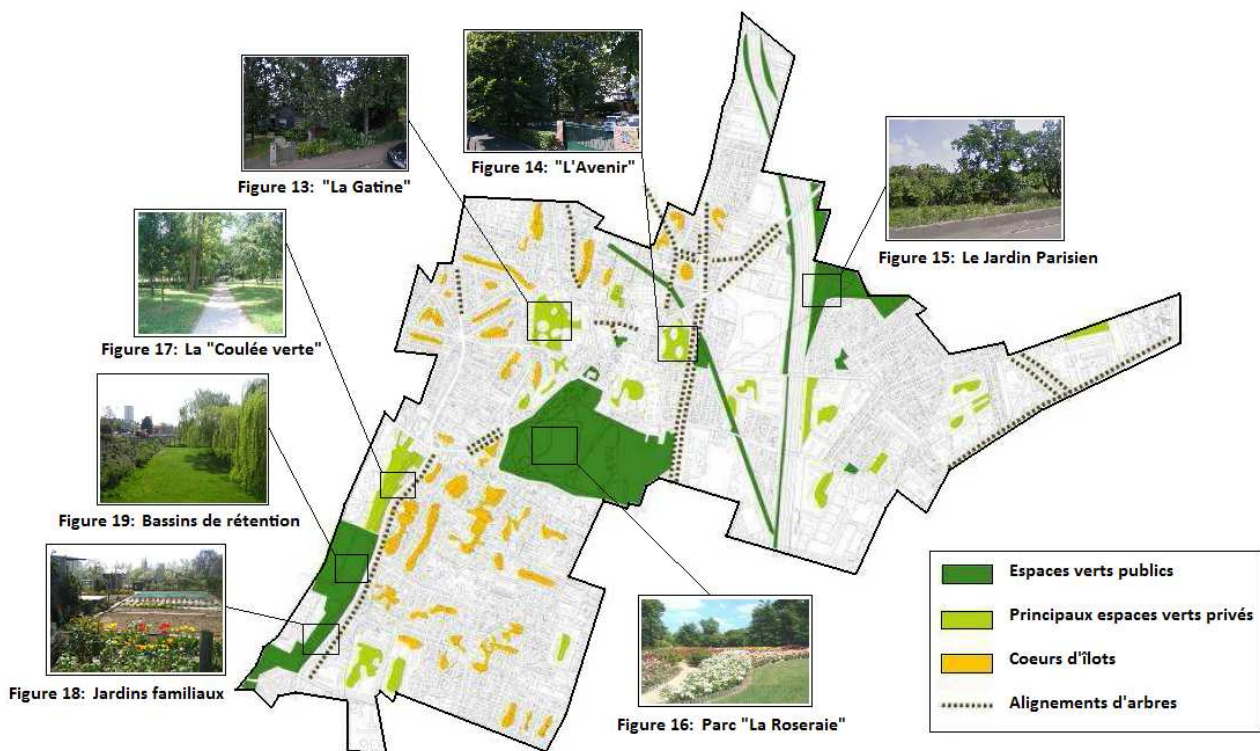 Figure 13: "La Gatine"
Figure 14: "L'Avenir"
Figure 15: Le Jardin Parisien
Figure 17: La "Coulée verte"
Figure 19: Bassins de rétention
Figure 18: Jardins familiaux
Figure 16: Parc "La Roseraie"
Espaces verts publics
Principaux espaces verts privés
Coeurs d'îlots
Alignements d'arbres